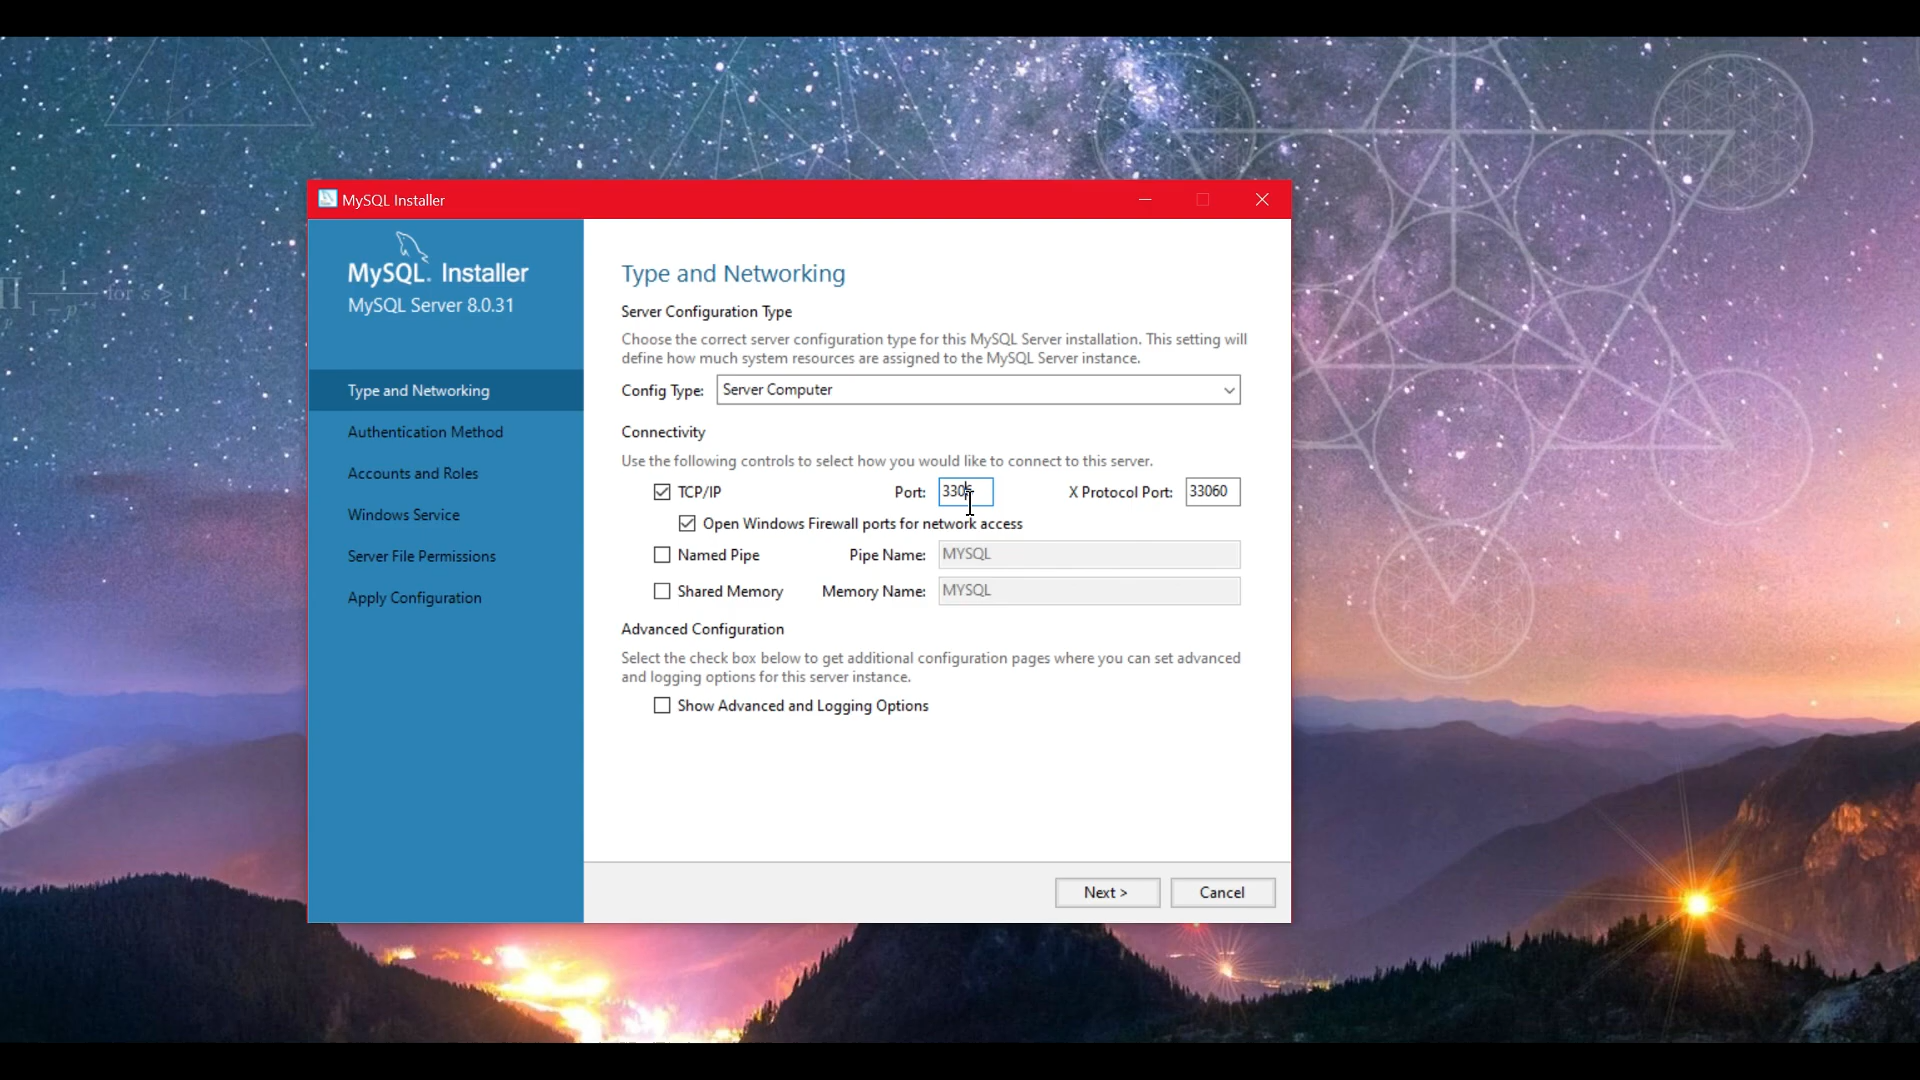 MySQL Installer
MySQL. Installer
MySQL Server 8.0.31
Type and Networking
Authentication Method
Accounts and Roles
Windows Service
Server File Permissions
Apply Configuration
Type and Networking
Server Configuration Type
Choose the correct server configuration type for this MySQL Server installation. This setting will
define how much system resources are assigned to the MySQL Server instance.
Config Type: Server Computer
Connectivity
Use the following controls to select how you would like to connect to this server.
TCP/IP Port: X Protocol Port: 33060
Open Windows Firewall ports for network access
Named Pipe Pipe Name: MYSQL
Shared Memory Memory Name: MYSQL
Advanced Configuration
Select the check box below to get additional configuration pages where you can set advanced
and logging options for this server instance.
Show Advanced and Logging Options
Next > Cancel
for s > 1.